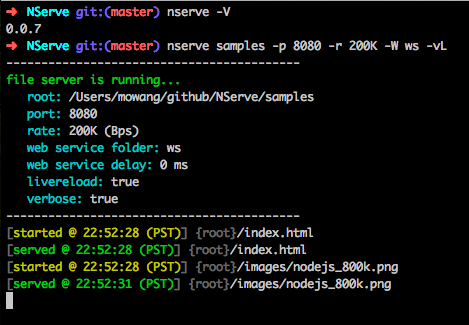 ➜ NServe git:(master) nserve -V
0.0.7
➜ NServe git:(master) nserve samples -p 8080 -r 200K -W ws -vL
------------------------------------------
file server is running...
root: /Users/mowang/github/NServe/samples
port: 8080
rate: 200K (Bps)
web service folder: ws
web service delay: 0 ms
livereload: true
verbose: true
------------------------------------------
[started @ 22:52:28 (PST)] {root}/index.html
[served @ 22:52:28 (PST)] {root}/index.html
[started @ 22:52:28 (PST)] {root}/images/nodejs_800k.png
[served @ 22:52:31 (PST)] {root}/images/nodejs_800k.png